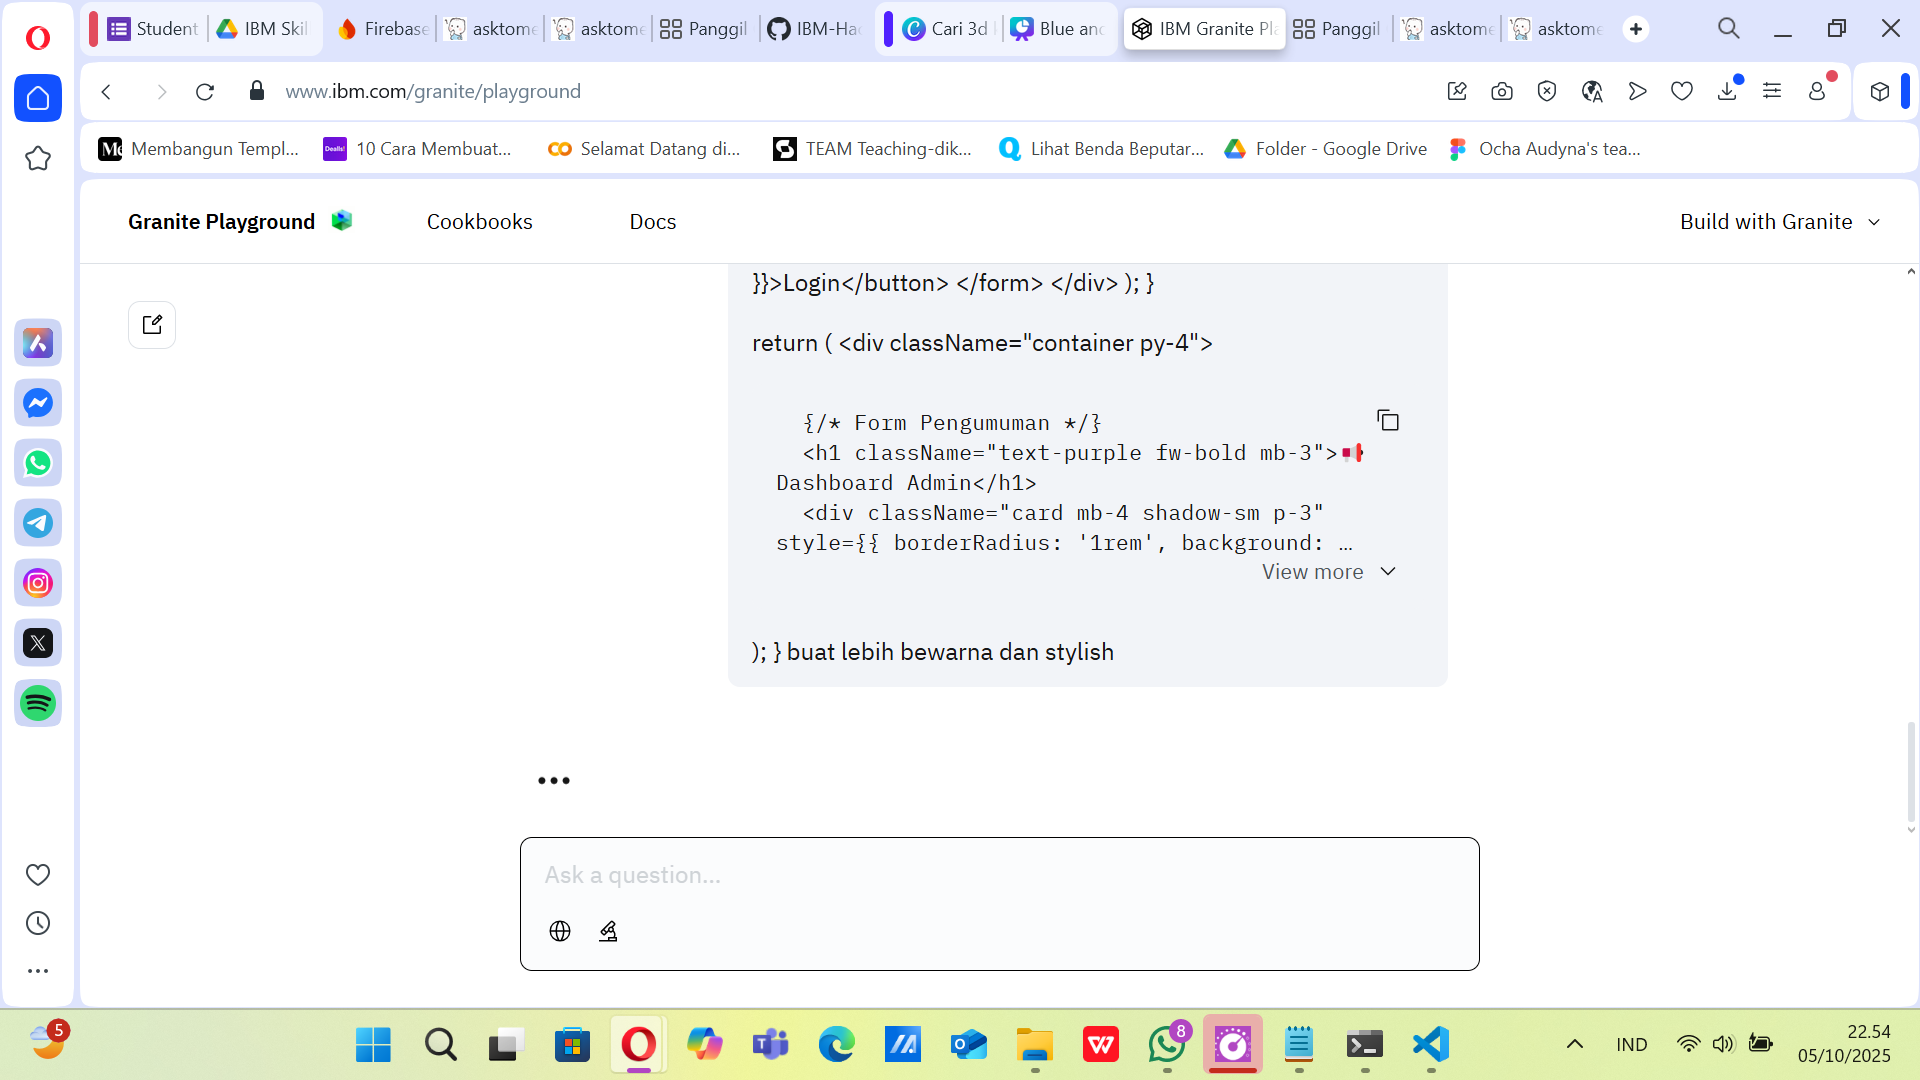 Student
IBM Skil
Firebase
asktome
asktome
Panggil
IBM-Ha
Cari 3d
Blue and
IBM Granite Pla
Panggil
asktome
asktome
www.ibm.com/granite/playground
Membangun Templ...
10 Cara Membuat...
Selamat Datang di...
TEAM Teaching-dik...
Lihat Benda Beputar...
Folder - Google Drive
Ocha Audyna's tea...
Granite Playground
Cookbooks
Docs
Build with Granite
}}>Login</button> </form> </div> ); }
return ( <div className="container py-4">
{/* Form Pengumuman */}
<h1 className="text-purple fw-bold mb-3">📢
Dashboard Admin</h1>
<div className="card mb-4 shadow-sm p-3"
style={{ borderRadius: '1rem', background: …
View more
); } buat lebih bewarna dan stylish
Ask a question...
5
8
IND
22.54
05/10/2025